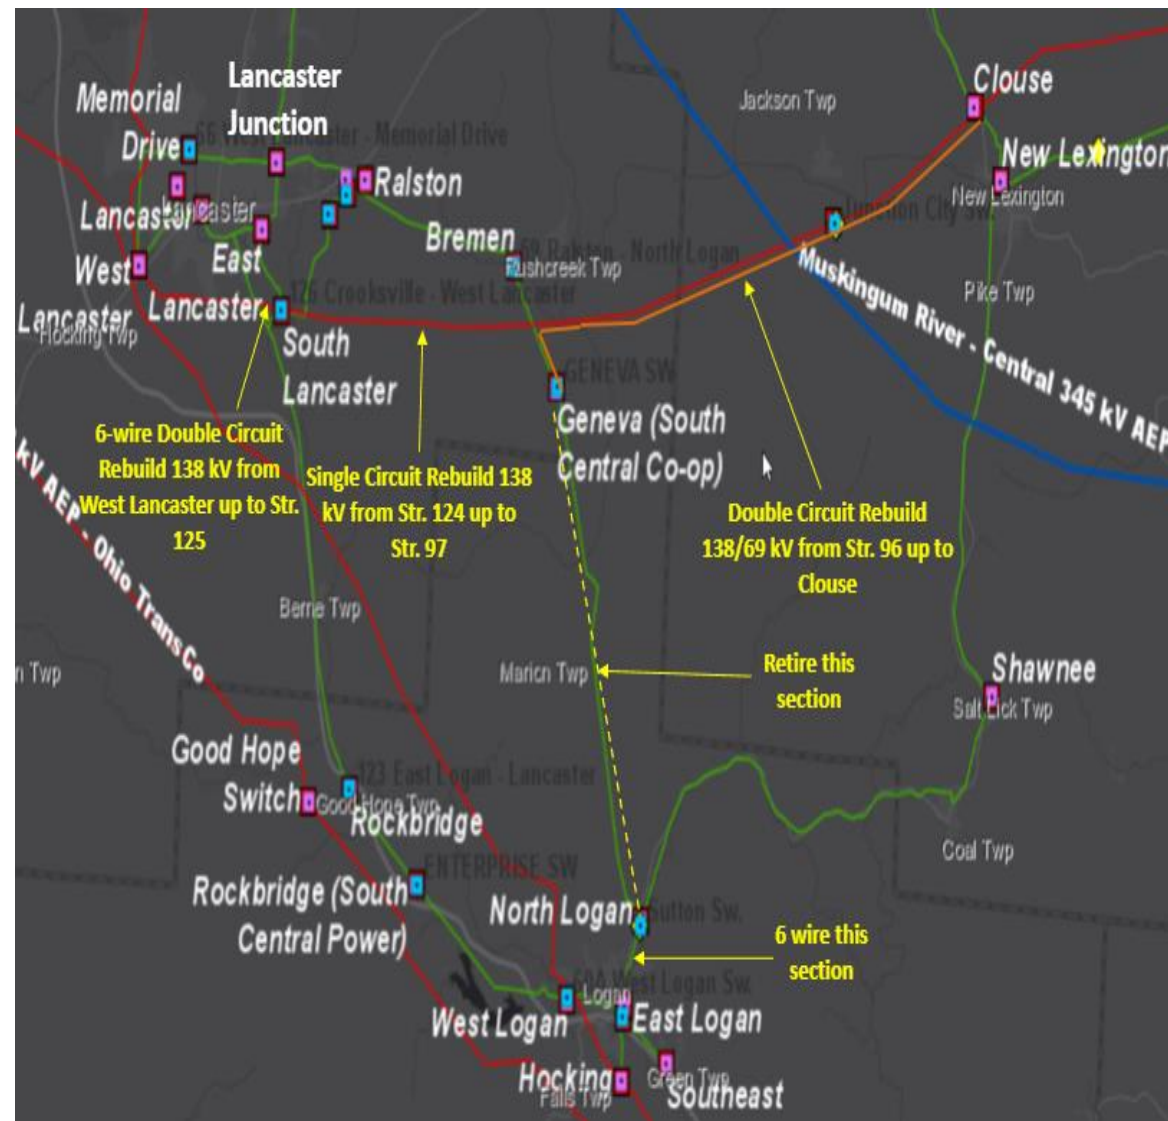 Lancaster
Junction
Memorial
Drive
66 West Lancaster - Memorial Drive
Jackson Twp
Clouse
New Lexington
New Lexington
Ralston
Lancaster
Lancaster
Bremen
69 Ralston - North Logan
Rushcreek Twp
Junction City Sw.
East
Lancaster
West
Lancaster
Hocking Twp
126 Crooksville - West Lancaster
South
Lancaster
Pike Twp
Muskingum River - Central 345 kV AEP
GENEVA SW
Geneva (South
Central Co-op)
6-wire Double Circuit
Rebuild 138 kV from
West Lancaster up to Str.
125
Single Circuit Rebuild 138
kV from Str. 124 up to
Str. 97
Double Circuit Rebuild
138/69 kV from Str. 96 up to
Clouse
kV AEP - Ohio TransCo
Berne Twp
n Twp
Marion Twp
Retire this
section
Shawnee
Salt Lick Twp
Good Hope
Switch
Good Hope Twp
123 East Logan - Lancaster
Rockbridge
Coal Twp
ENTERPRISE SW
Rockbridge (South
Central Power)
North Logan
Sutton Sw.
6 wire this
section
West Logan Sw.
Logan
West Logan
East Logan
Hocking
Green Twp
Falls Twp
Southeast